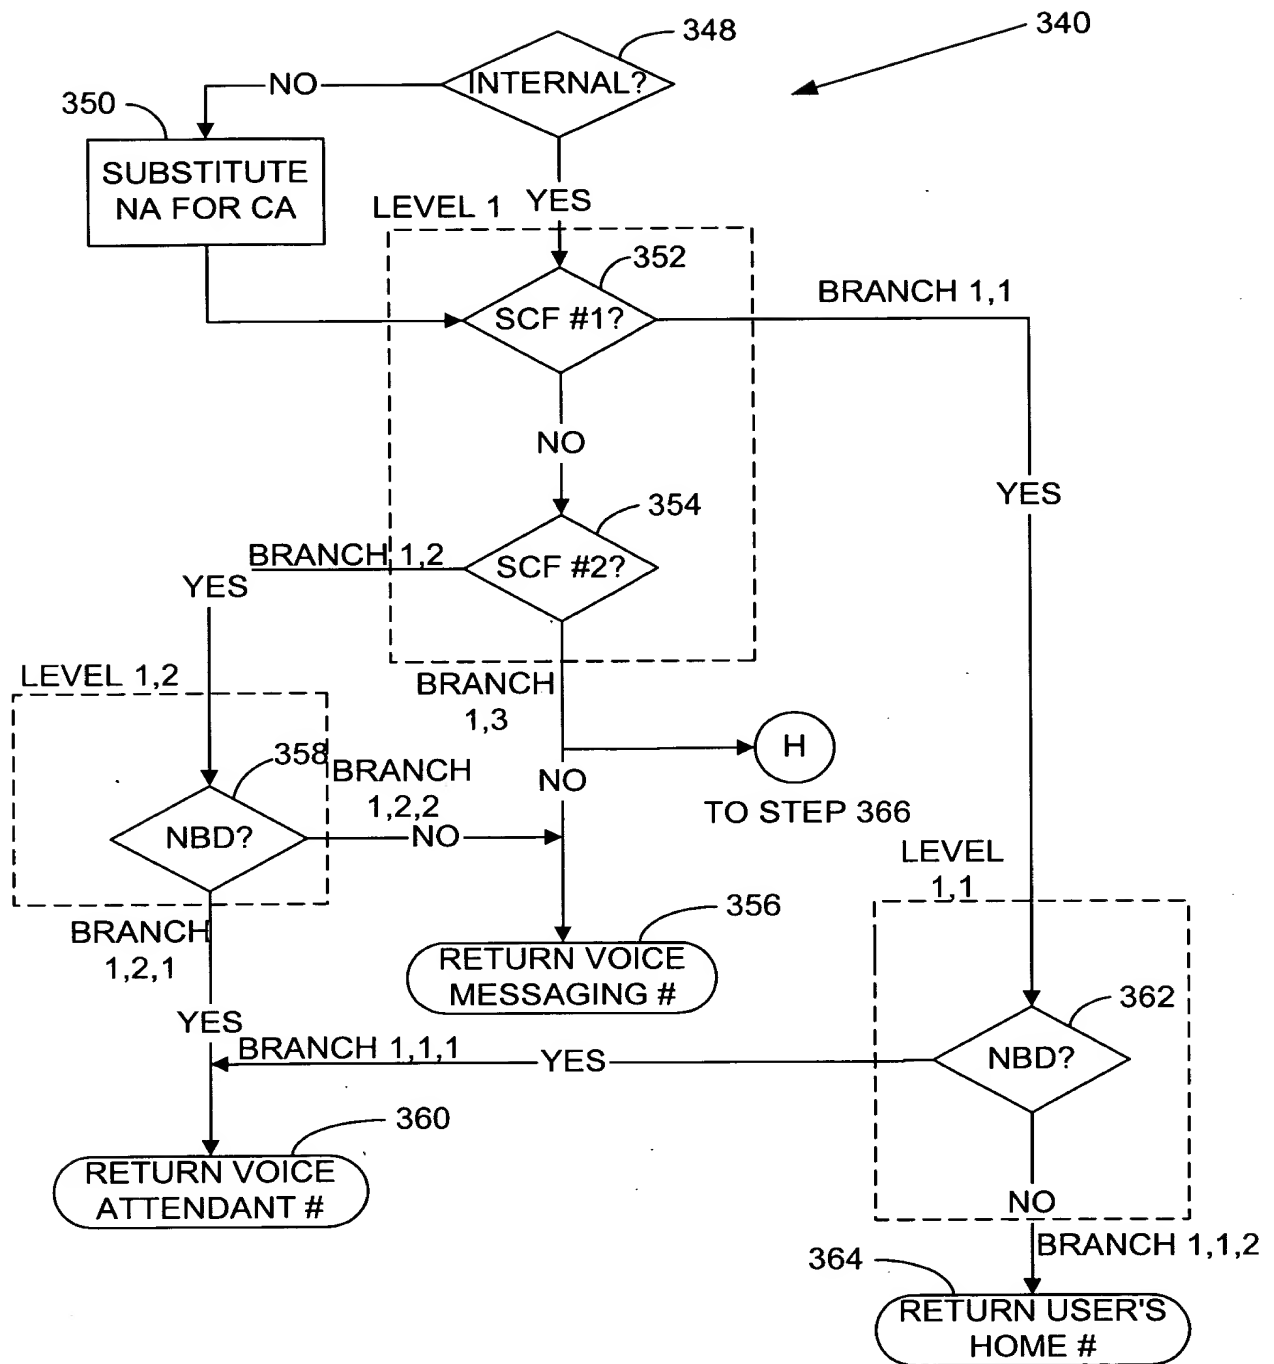 348
340
INTERNAL?
NO
350
SUBSTITUTE
NA FOR CA
YES
LEVEL 1
352
BRANCH 1,1
SCF #1?
NO
YES
354
BRANCH 1,2
SCF #2?
YES
LEVEL 1,2
BRANCH
1,3
H
TO STEP 366
NO
358
BRANCH
1,2,2
NBD?
NO
LEVEL
1,1
BRANCH
1,2,1
356
RETURN VOICE
MESSAGING #
362
YES
BRANCH 1,1,1
YES
NBD?
360
RETURN VOICE
ATTENDANT #
NO
BRANCH 1,1,2
364
RETURN USER'S
HOME #